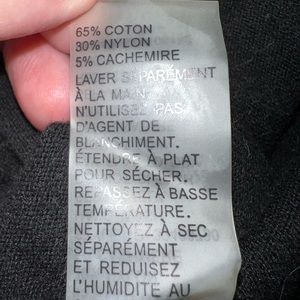 65% COTON
30% NYLON
5% CACHEMIRE
LAVER SÉPARÉMENT
À LA MAIN
N'UTILISEZ PAS
D'AGENT DE
BLANCHIMENT.
ÉTENDRE À PLAT
POUR SÉCHER.
REPASSEZ À BASSE
TEMPÉRATURE.
NETTOYEZ À SEC
SÉPARÉMENT
ET REDUISEZ
L'HUMIDITE AU